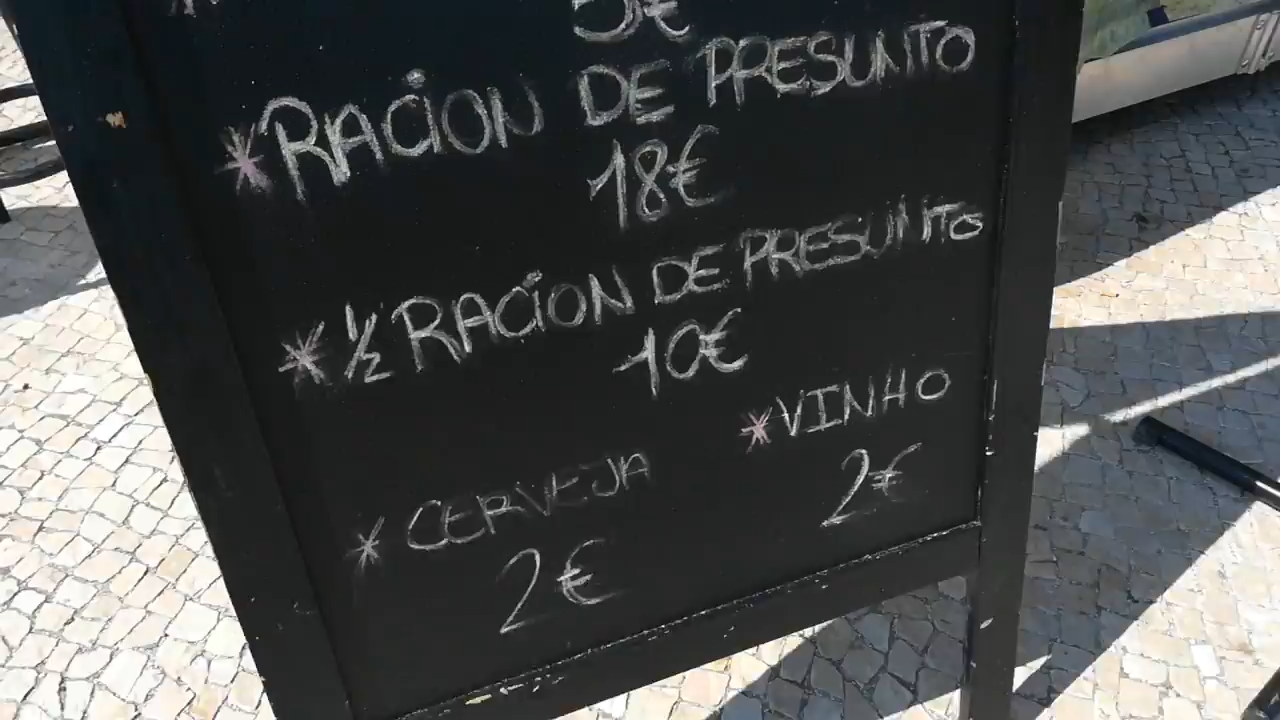 5€
*RACION DE PRESUNTO
18€
*½ RACION DE PRESUNTO
10€
*VINHO
2€
* CERVEJA
2€